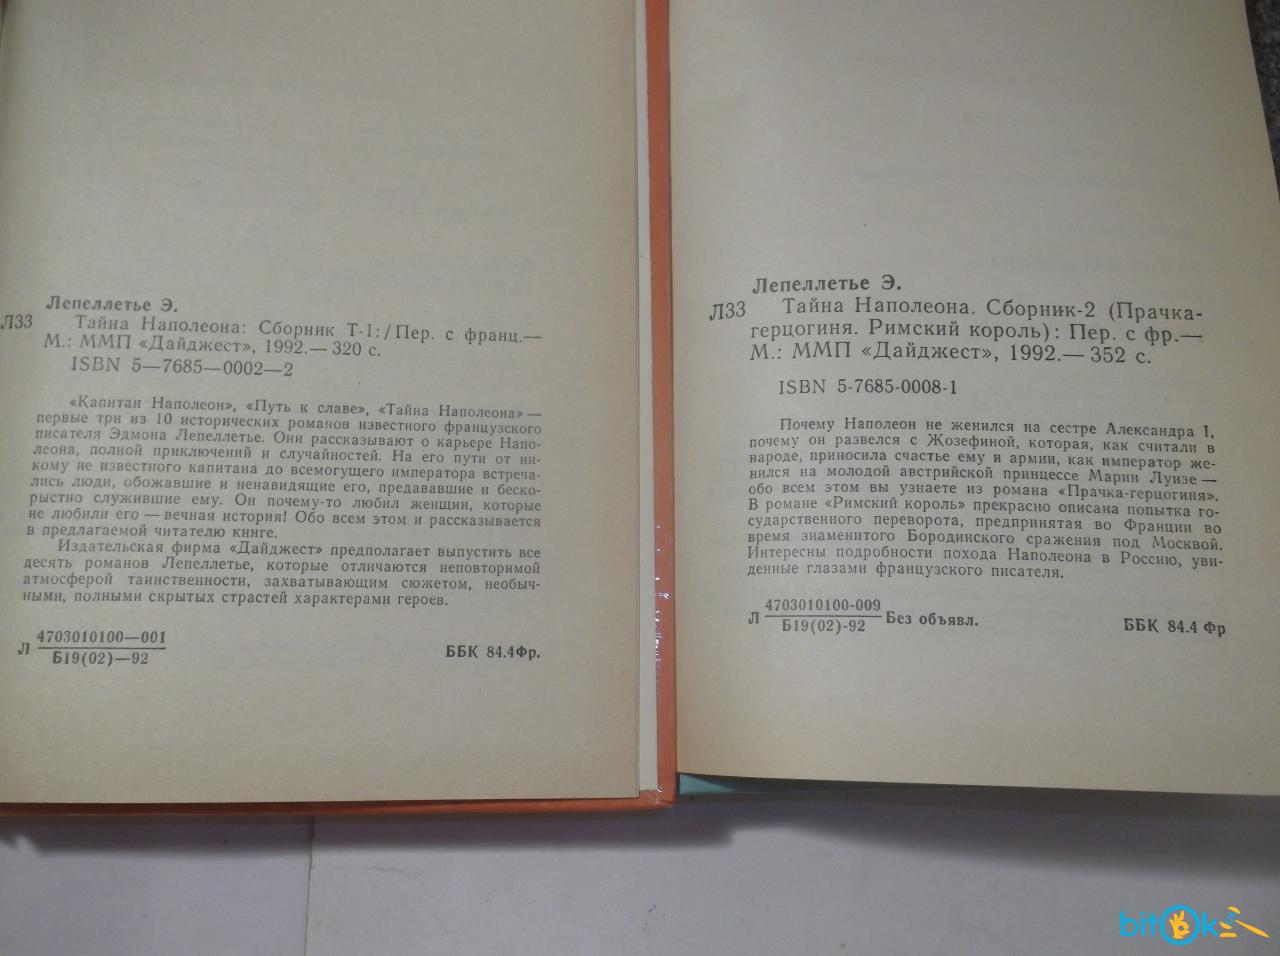 Лепеллетье Э.
Л33
Тайна Наполеона: Сборник Т-1:/Пер. с франц.—
М.: ММП «Дайджест», 1992.— 320 с.
ISBN 5—7685—0002—2
«Капитан Наполеон», «Путь к славе», «Тайна Наполеона» —
первые три из 10 исторических романов известного французского
писателя Эдмона Лепеллетье. Они рассказывают о карьере Напо-
леона, полной приключений и случайностей. На его пути от ни-
кому не известного капитана до всемогущего императора встреча-
лись люди, обожавшие и ненавидящие его, предававшие и беско-
рыстно служившие ему. Он почему-то любил женщин, которые
не любили его — вечная история! Обо всем этом и рассказывается
в предлагаемой читателю книге.
Издательская фирма «Дайджест» предполагает выпустить все
десять романов Лепеллетье, которые отличаются неповторимой
атмосферой таинственности, захватывающим сюжетом, необыч-
ными, полными скрытых страстей характерами героев.
Л 4703010100—001
Б19(02)—92
ББК 84.4Фр.
Лепеллетье Э.
Л33
Тайна Наполеона. Сборник-2 (Прачка-
герцогиня. Римский король): Пер. с фр.—
М.: ММП «Дайджест», 1992.— 352 с.
ISBN 5-7685-0008-1
Почему Наполеон не женился на сестре Александра I,
почему он развелся с Жозефиной, которая, как считали в
народе, приносила счастье ему и армии, как император же-
нился на молодой австрийской принцессе Марии Луизе —
обо всем этом вы узнаете из романа «Прачка-герцогиня».
В романе «Римский король» прекрасно описана попытка го-
сударственного переворота, предпринятая во Франции во
время знаменитого Бородинского сражения под Москвой.
Интересны подробности похода Наполеона в Россию, уви-
денные глазами французского писателя.
Л 4703010100-009 Без объявл.
Б19(02)-92
ББК 84.4 Фр
bitok